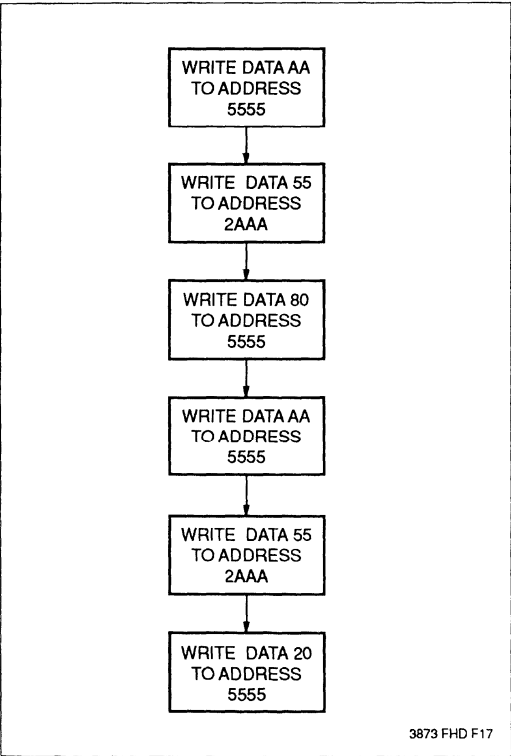 WRITE DATA AA
TO ADDRESS
5555
WRITE DATA 55
TO ADDRESS
2AAA
WRITE DATA 80
TO ADDRESS
5555
WRITE DATA AA
TO ADDRESS
5555
WRITE DATA 55
TO ADDRESS
2AAA
WRITE DATA 20
TO ADDRESS
5555
3873 FHD F17